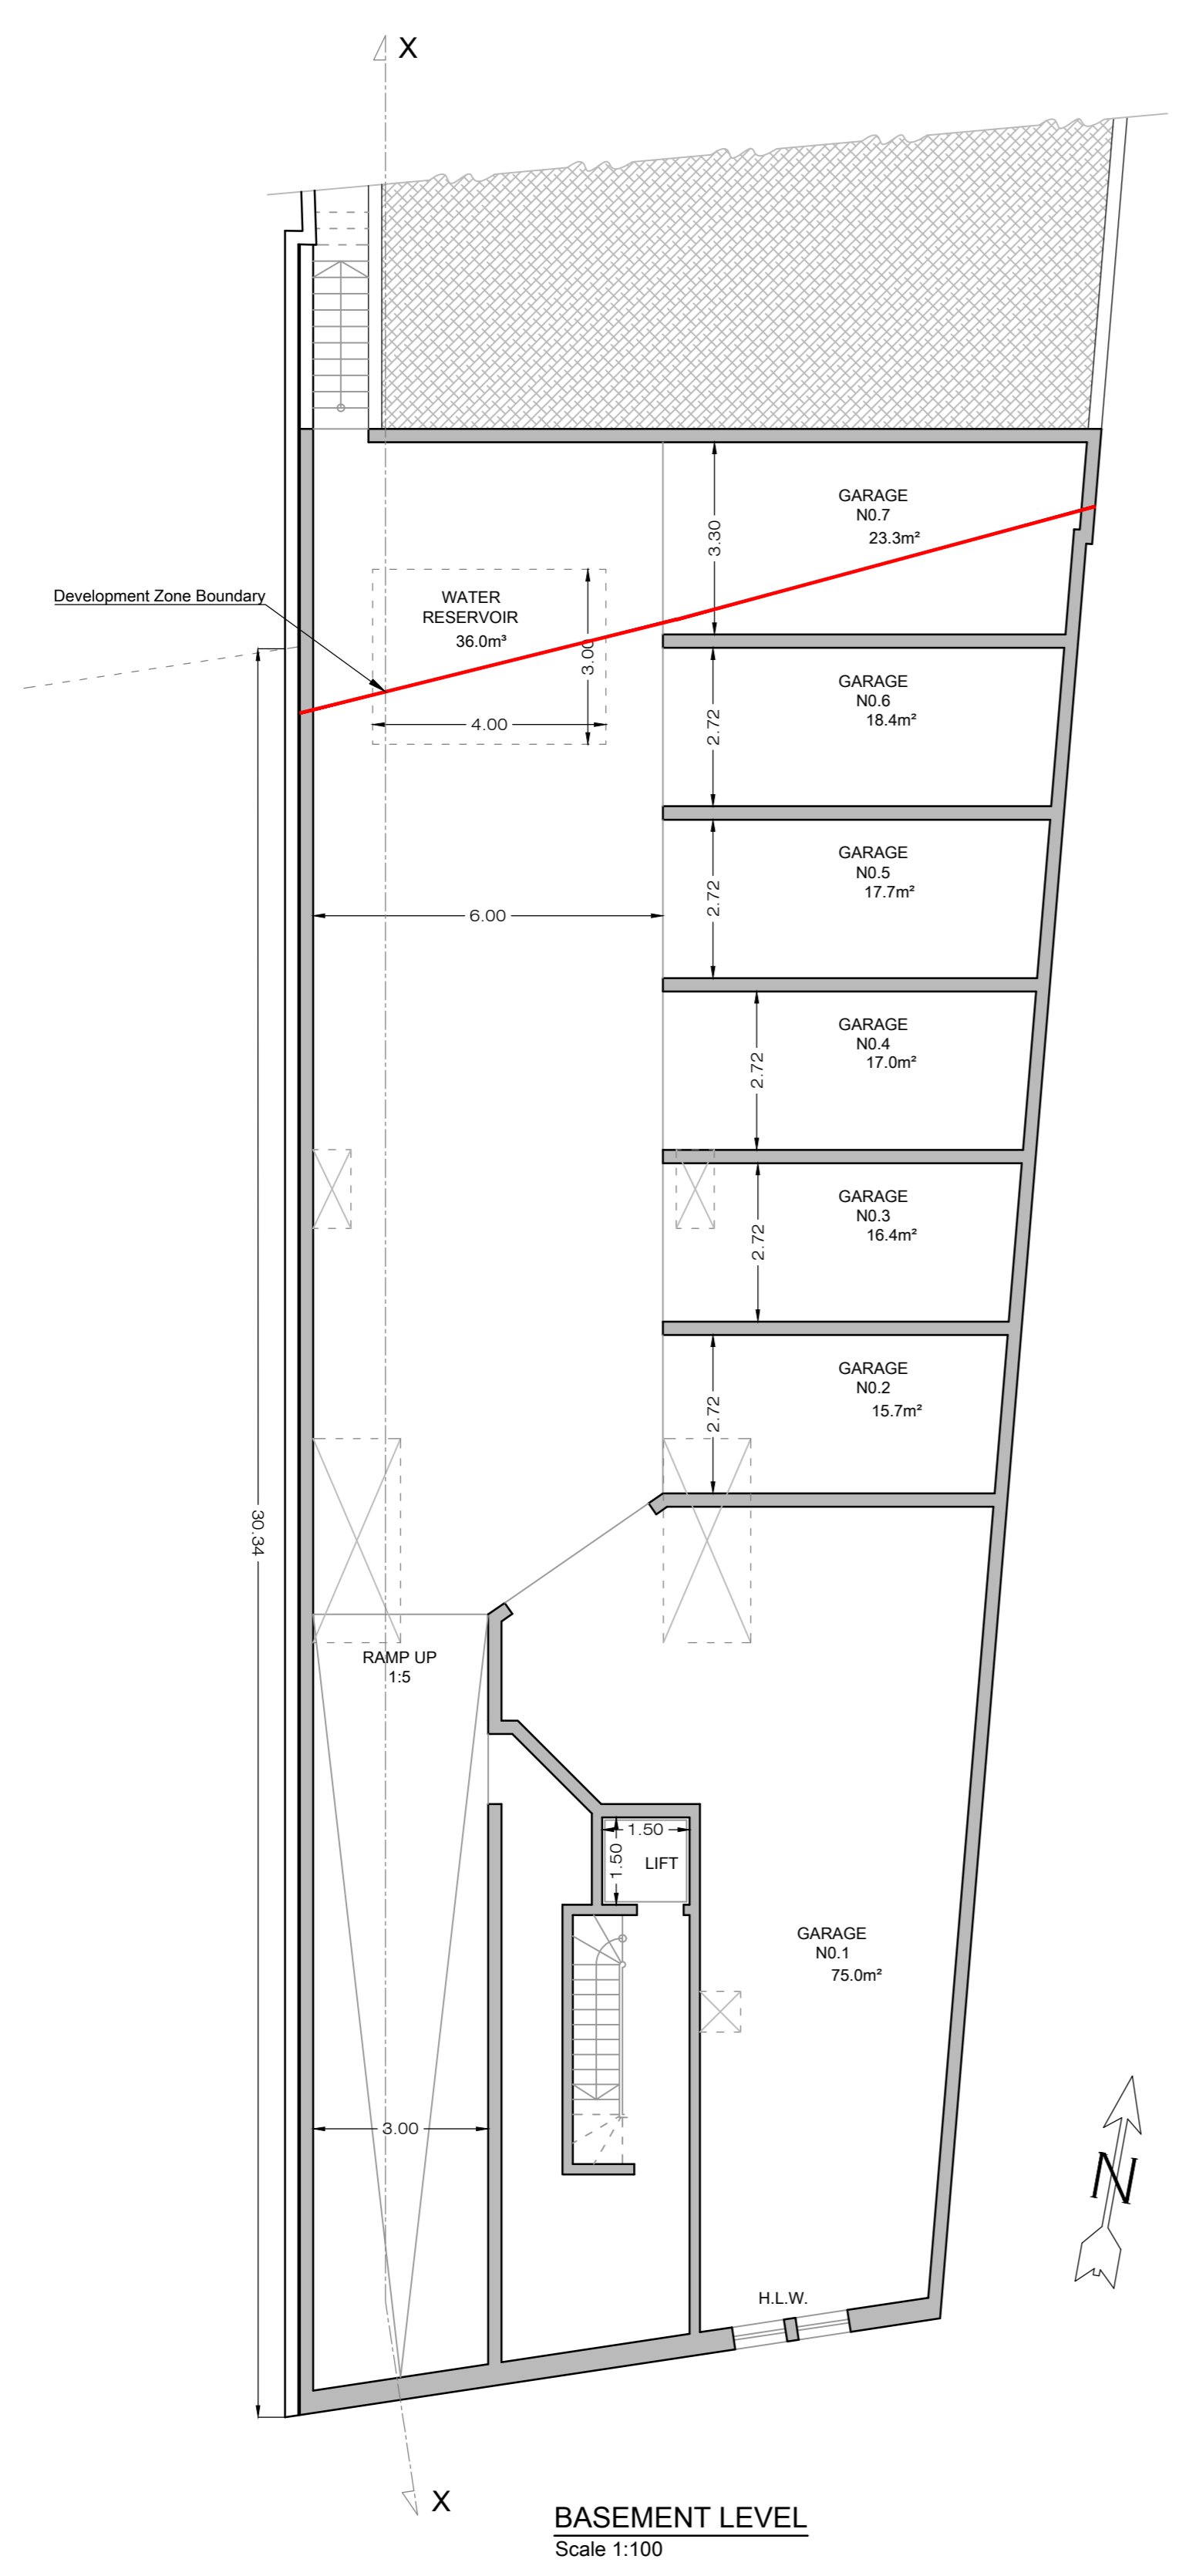 X
GARAGE
N0.7
23.3m²
3.30
Development Zone Boundary
WATER
RESERVOIR
36.0m³
3.00
4.00
GARAGE
N0.6
18.4m²
2.72
GARAGE
N0.5
17.7m²
2.72
6.00
GARAGE
N0.4
17.0m²
2.72
GARAGE
N0.3
16.4m²
2.72
GARAGE
N0.2
15.7m²
2.72
30.34
RAMP UP
1:5
1.50
1.50
LIFT
GARAGE
N0.1
75.0m²
3.00
N
H.L.W.
X
BASEMENT LEVEL
Scale 1:100